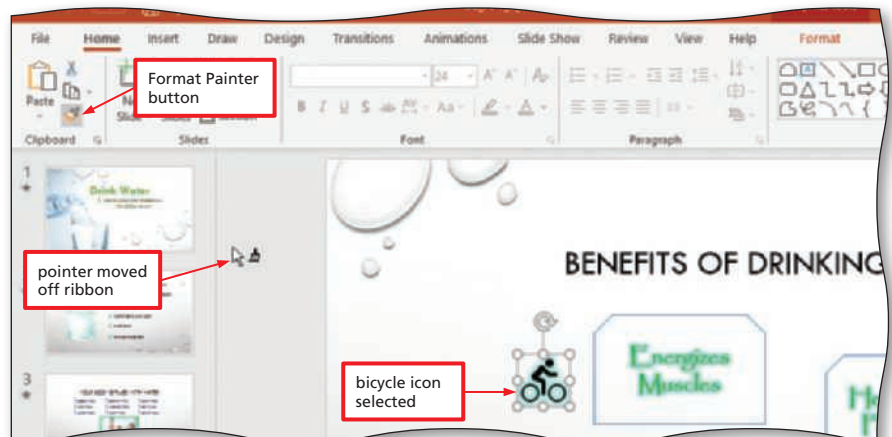 File Home Insert Draw Design Transitions Animations Slide Show Review View Help Format
Format Painter
button
Paste
Slide
24
Aa
B I U S
Clipboard Slides Font Paragraph
1
Drink Water
pointer moved
off ribbon
BENEFITS OF DRINKING
Energizes
Muscles
bicycle icon
selected
3